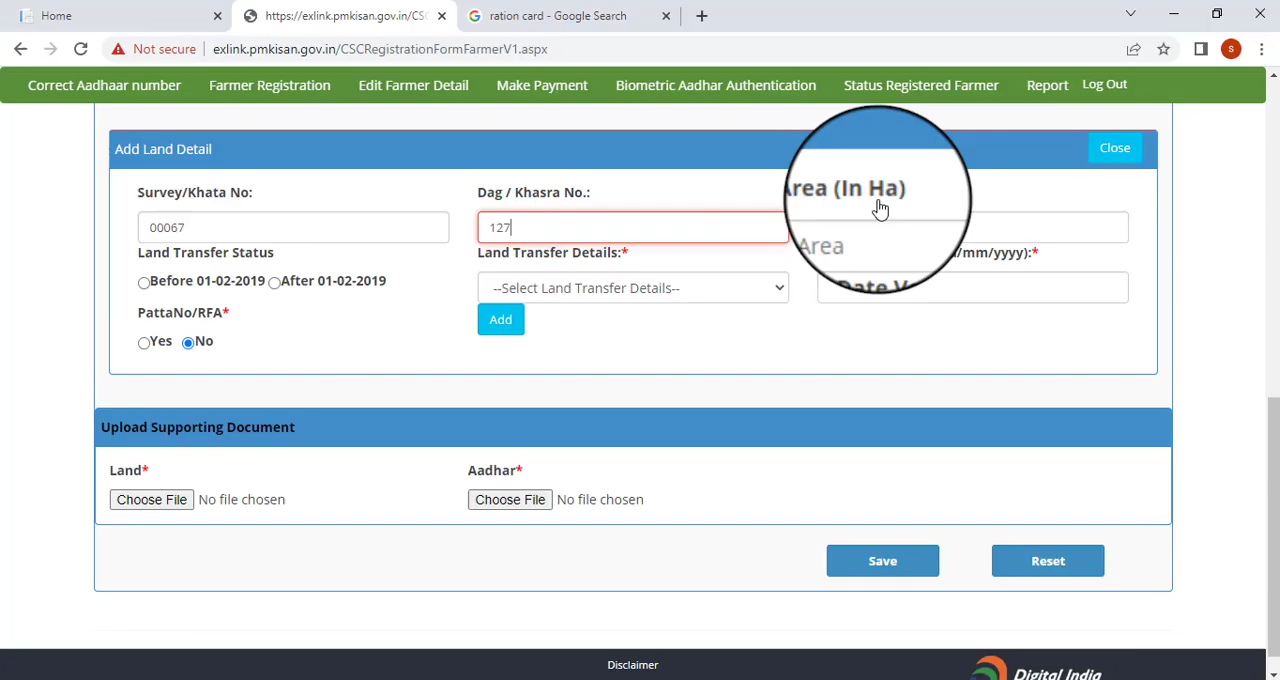 Home
https://exlink.pmkisan.gov.in/CSC
ration card - Google Search
Not secure
exlink.pmkisan.gov.in/CSCRegistrationFormFarmerV1.aspx
S
Correct Aadhaar number
Farmer Registration
Edit Farmer Detail
Make Payment
Biometric Aadhar Authentication
Status Registered Farmer
Report
Log Out
Add Land Detail
Close
Survey/Khata No:
Dag / Khasra No.:
Area (In Ha)
00067
127
Area
Land Transfer Status
Land Transfer Details:*
/mm/yyyy):*
Before 01-02-2019
After 01-02-2019
--Select Land Transfer Details--
Date
PattaNo/RFA*
Add
Yes
No
Upload Supporting Document
Land*
Aadhar*
Choose File No file chosen
Choose File No file chosen
Save
Reset
Disclaimer
Digital India